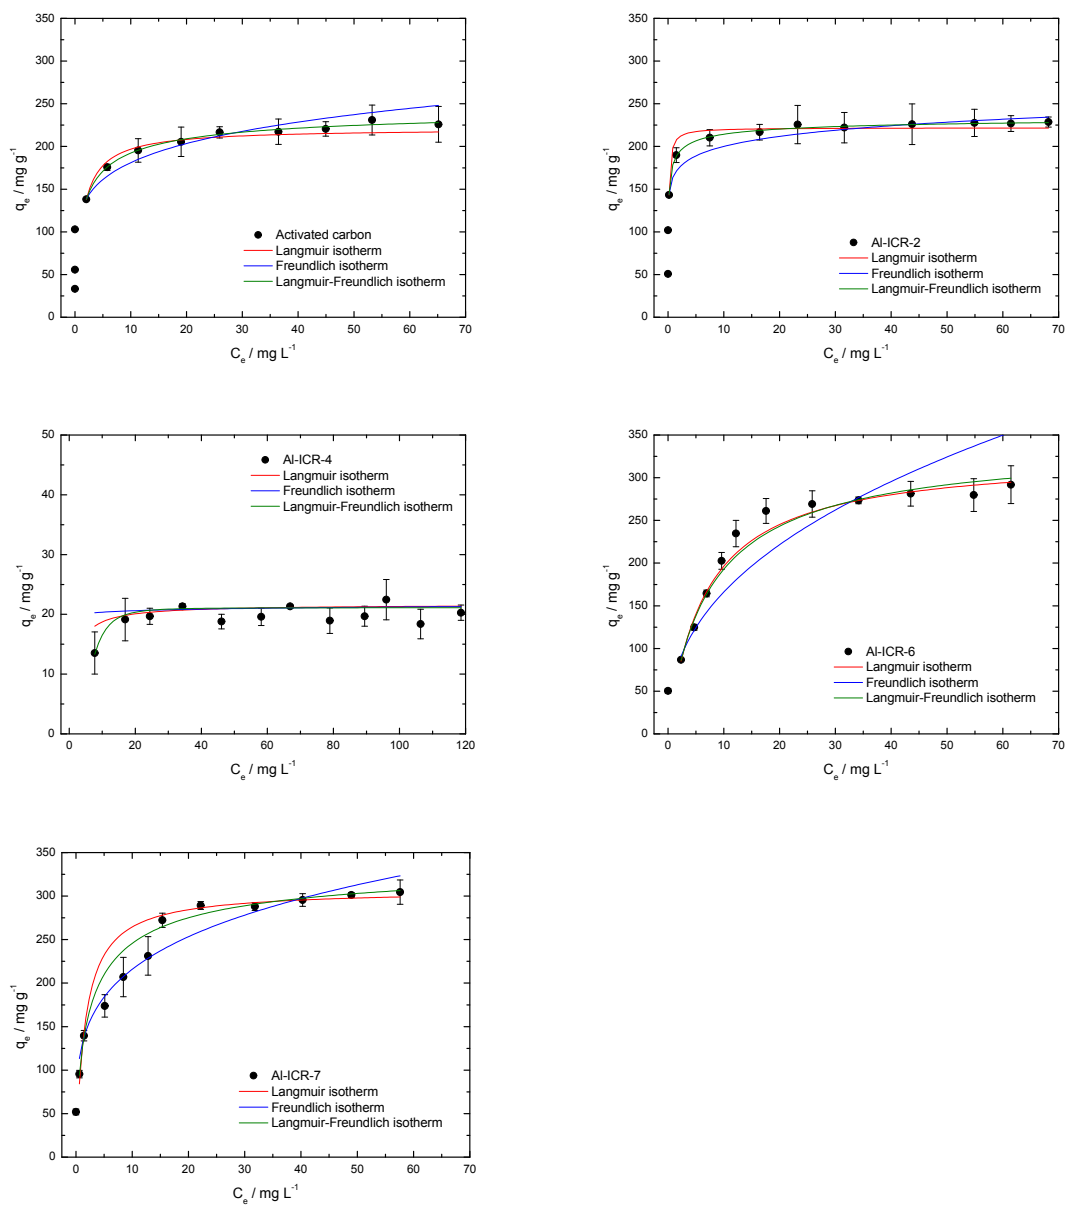 350
300
250
200
150
100
50
0
q_e / mg g^-1
0 10 20 30 40 50 60 70
C_e / mg L^-1
Activated carbon
Langmuir isotherm
Freundlich isotherm
Langmuir-Freundlich isotherm
350
300
250
200
150
100
50
0
q_e / mg g^-1
0 10 20 30 40 50 60 70
C_e / mg L^-1
Al-ICR-2
Langmuir isotherm
Freundlich isotherm
Langmuir-Freundlich isotherm
50
40
30
20
10
0
q_e / mg g^-1
0 20 40 60 80 100 120
C_e / mg L^-1
Al-ICR-4
Langmuir isotherm
Freundlich isotherm
Langmuir-Freundlich isotherm
350
300
250
200
150
100
50
0
q_e / mg g^-1
0 10 20 30 40 50 60 70
C_e / mg L^-1
Al-ICR-6
Langmuir isotherm
Freundlich isotherm
Langmuir-Freundlich isotherm
350
300
250
200
150
100
50
0
q_e / mg g^-1
0 10 20 30 40 50 60 70
C_e / mg L^-1
Al-ICR-7
Langmuir isotherm
Freundlich isotherm
Langmuir-Freundlich isotherm